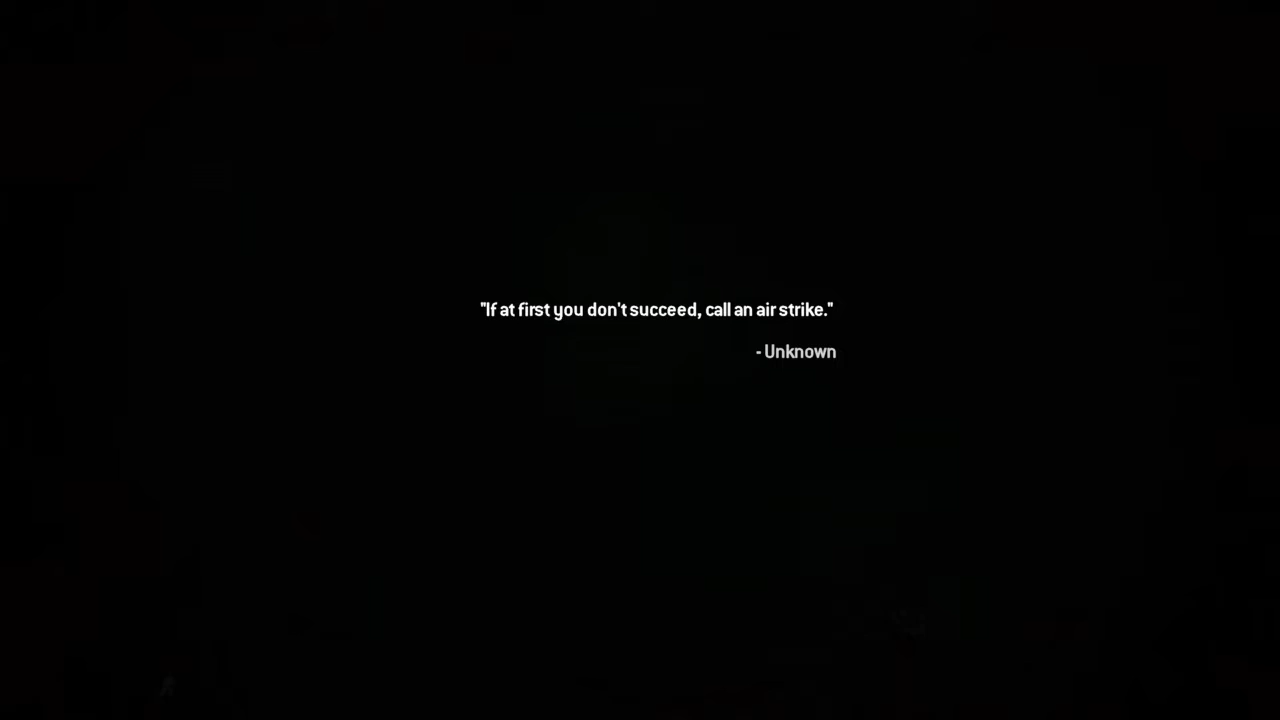 "If at first you don't succeed, call an air strike."
- Unknown